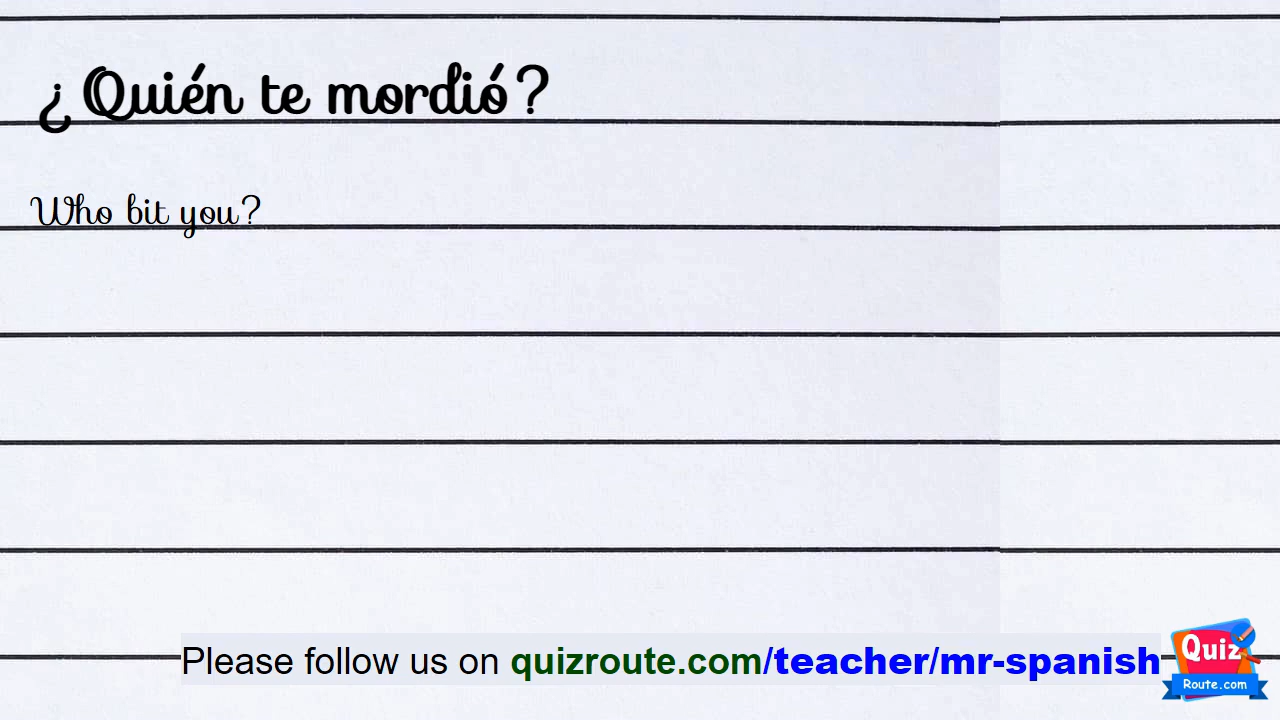 ¿ Quién te mordió?
Who bit you?
Please follow us on quizroute.com/teacher/mr-spanish
Quiz
Route.com